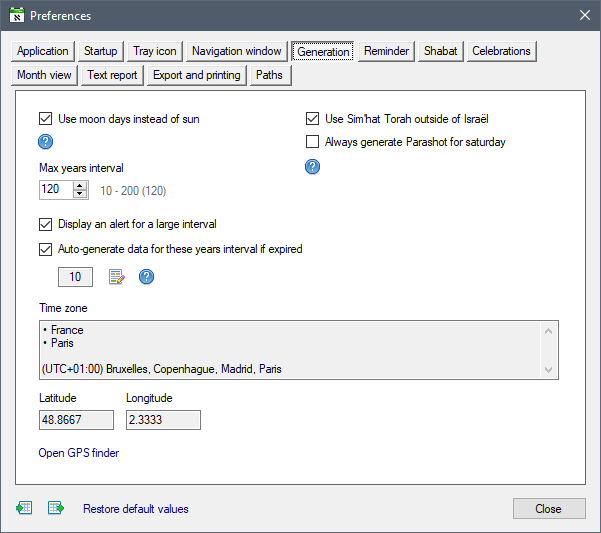 Preferences
Application Startup Tray icon Navigation window Generation Reminder Shabat Celebrations
Month view Text report Export and printing Paths
Use moon days instead of sun Use Sim'hat Torah outside of Israël
Always generate Parashot for saturday
Max years interval
120 10 - 200 (120)
Display an alert for a large interval
Auto-generate data for these years interval if expired
10
Time zone
• France
• Paris
(UTC+01:00) Bruxelles, Copenhague, Madrid, Paris
Latitude Longitude
48.8667 2.3333
Open GPS finder
Restore default values Close